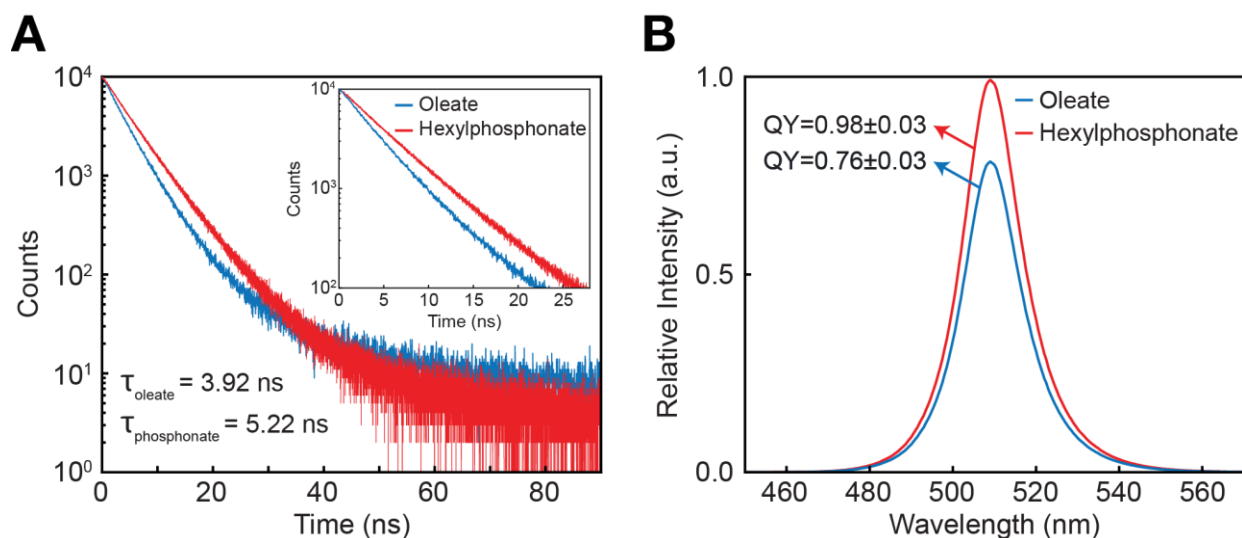 A
10⁴
10³
10²
10¹
10⁰
Counts
0
20
40
60
80
Time (ns)
τoleate = 3.92 ns
τphosphonate = 5.22 ns
10⁴
10³
10²
Counts
Oleate
Hexylphosphonate
0
5
10
15
20
25
Time (ns)
B
1.0
0.5
0.0
Relative Intensity (a.u.)
QY=0.98±0.03
QY=0.76±0.03
Oleate
Hexylphosphonate
460
480
500
520
540
560
Wavelength (nm)